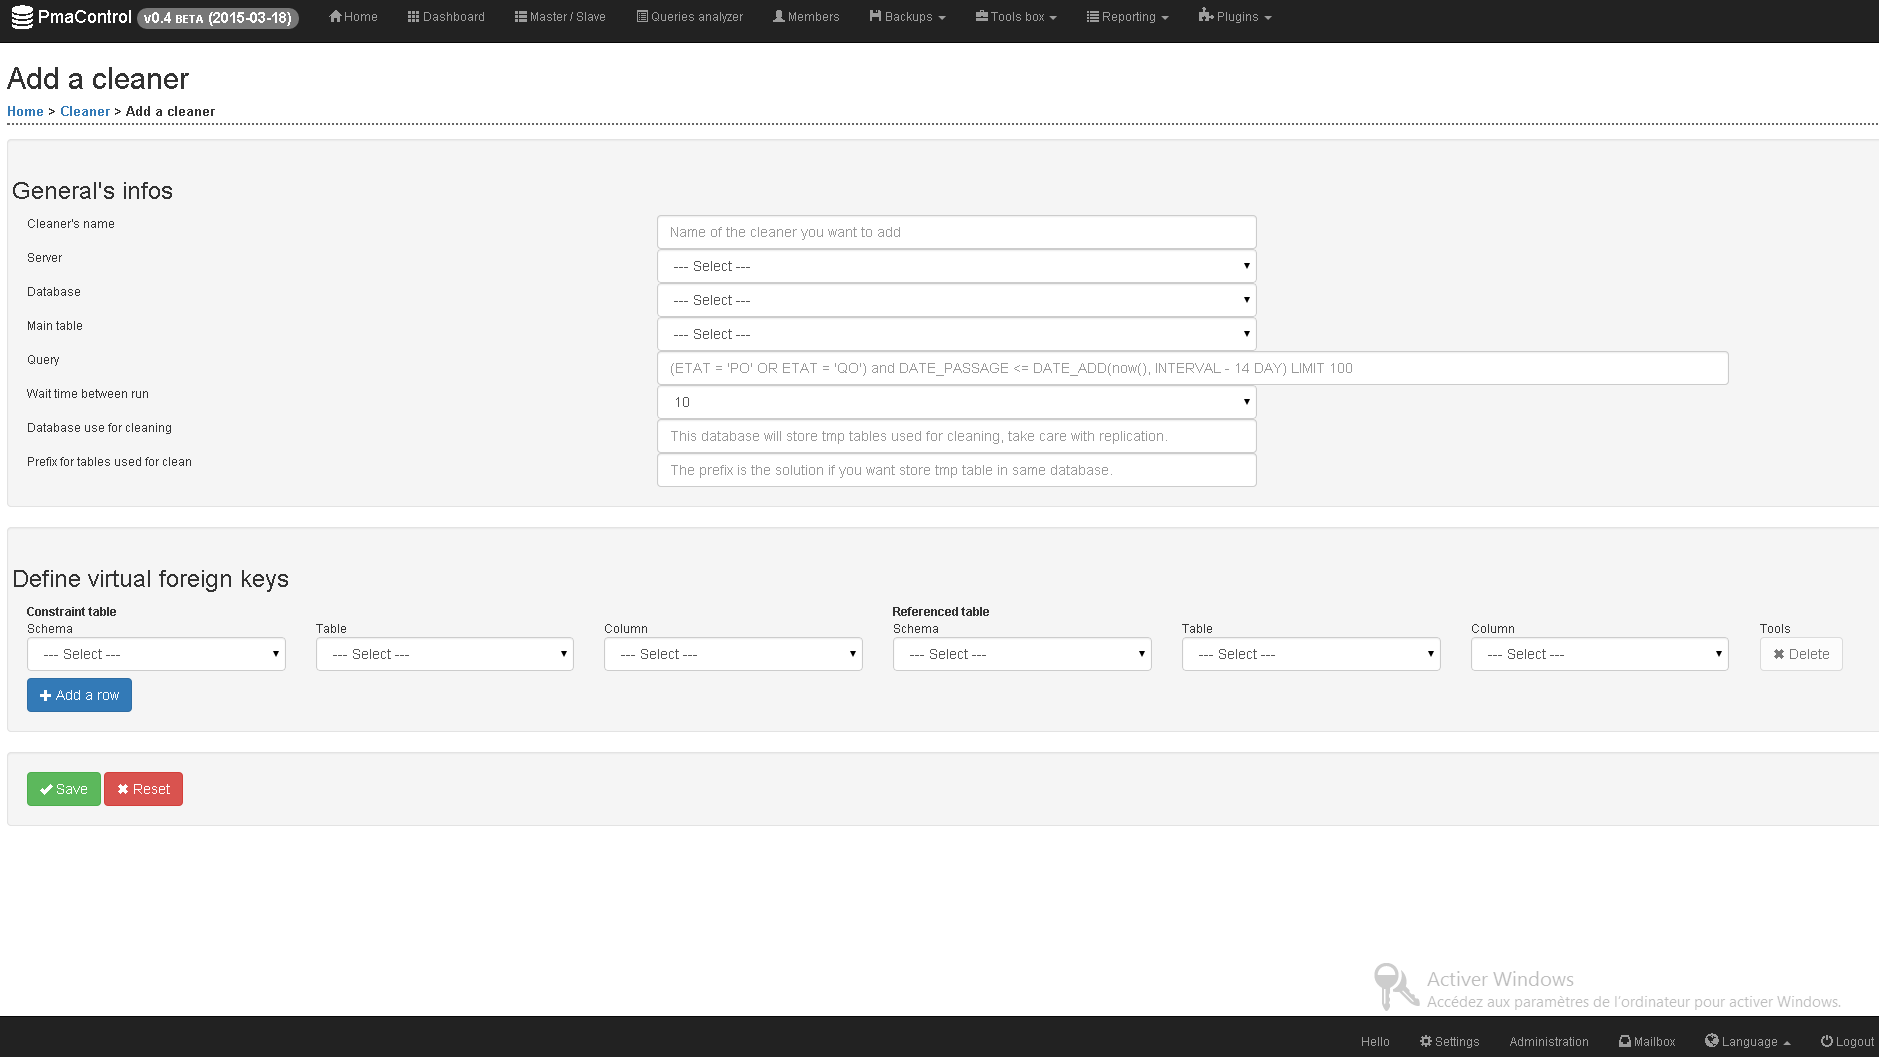 PmaControl v0.4 BETA (2015-03-18) Home Dashboard Master / Slave Queries analyzer Members Backups Tools box Reporting Plugins
Add a cleaner
Home > Cleaner > Add a cleaner
General's infos
Cleaner's name Name of the cleaner you want to add
Server --- Select ---
Database --- Select ---
Main table --- Select ---
Query (ETAT = 'PO' OR ETAT = 'QO') and DATE_PASSAGE <= DATE_ADD(now(), INTERVAL - 14 DAY) LIMIT 100
Wait time between run 10
Database use for cleaning This database will store tmp tables used for cleaning, take care with replication.
Prefix for tables used for clean The prefix is the solution if you want store tmp table in same database.
Define virtual foreign keys
Constraint table Referenced table
Schema Table Column Schema Table Column Tools
--- Select --- --- Select --- --- Select --- --- Select --- --- Select --- --- Select --- Delete
Add a row
Save Reset
Activer Windows
Accédez aux paramètres de l'ordinateur pour activer Windows.
Hello Settings Administration Mailbox Language Logout